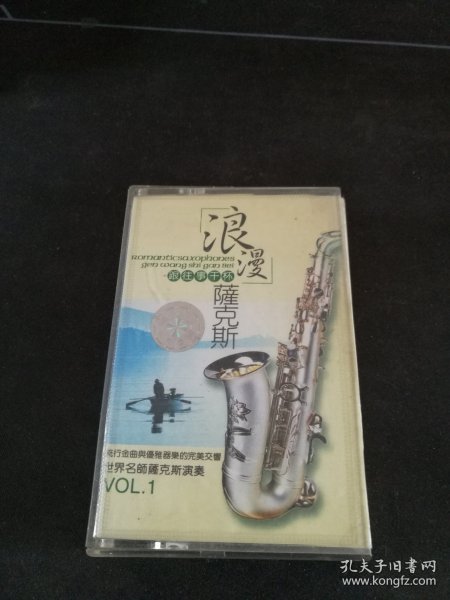 浪漫
romanticsaxophones
gen wang shi gan bei
跟往事干杯
薩克斯
流行金曲與優雅器樂的完美交響
世界名師薩克斯演奏
VOL.1
孔夫子旧书网
www.kongfz.com